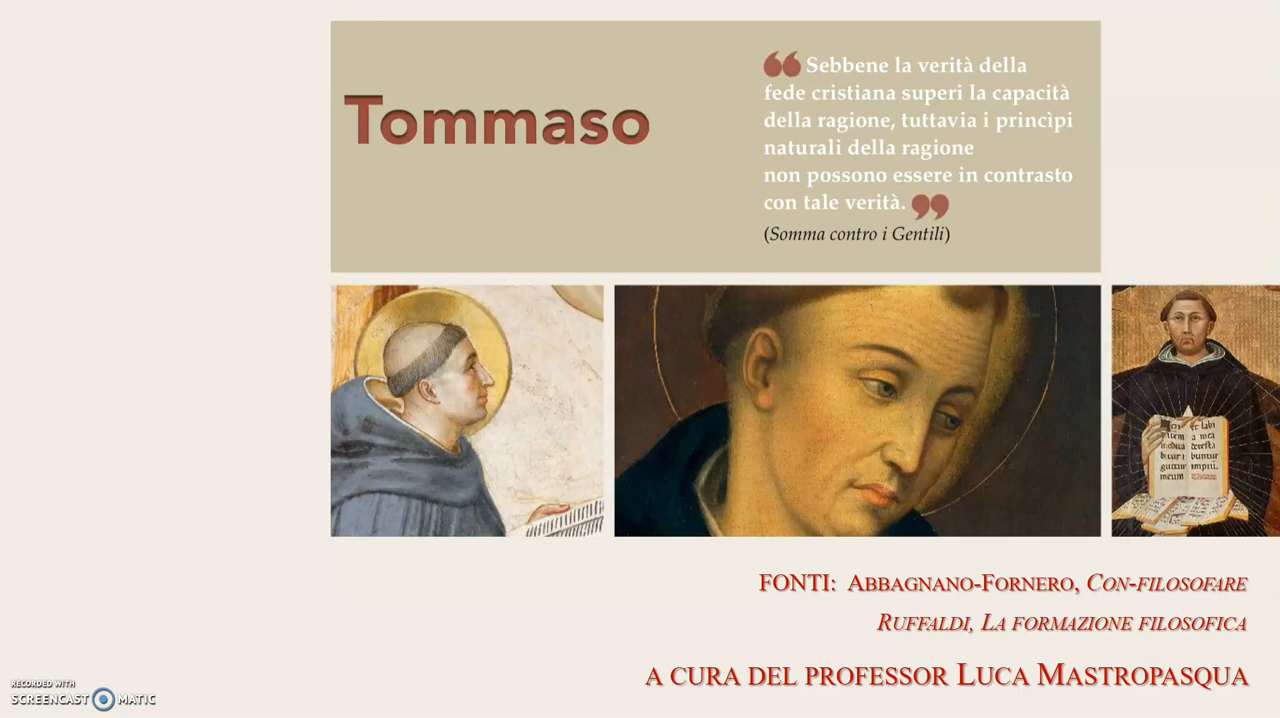 Tommaso
❝ Sebbene la verità della
fede cristiana superi la capacità
della ragione, tuttavia i princìpi
naturali della ragione
non possono essere in contrasto
con tale verità. ❞
(Somma contro i Gentili)
FONTI: ABBAGNANO-FORNERO, CON-FILOSOFARE
RUFFALDI, LA FORMAZIONE FILOSOFICA
A CURA DEL PROFESSOR LUCA MASTROPASQUA
RECORDED WITH
SCREENCAST MATIC